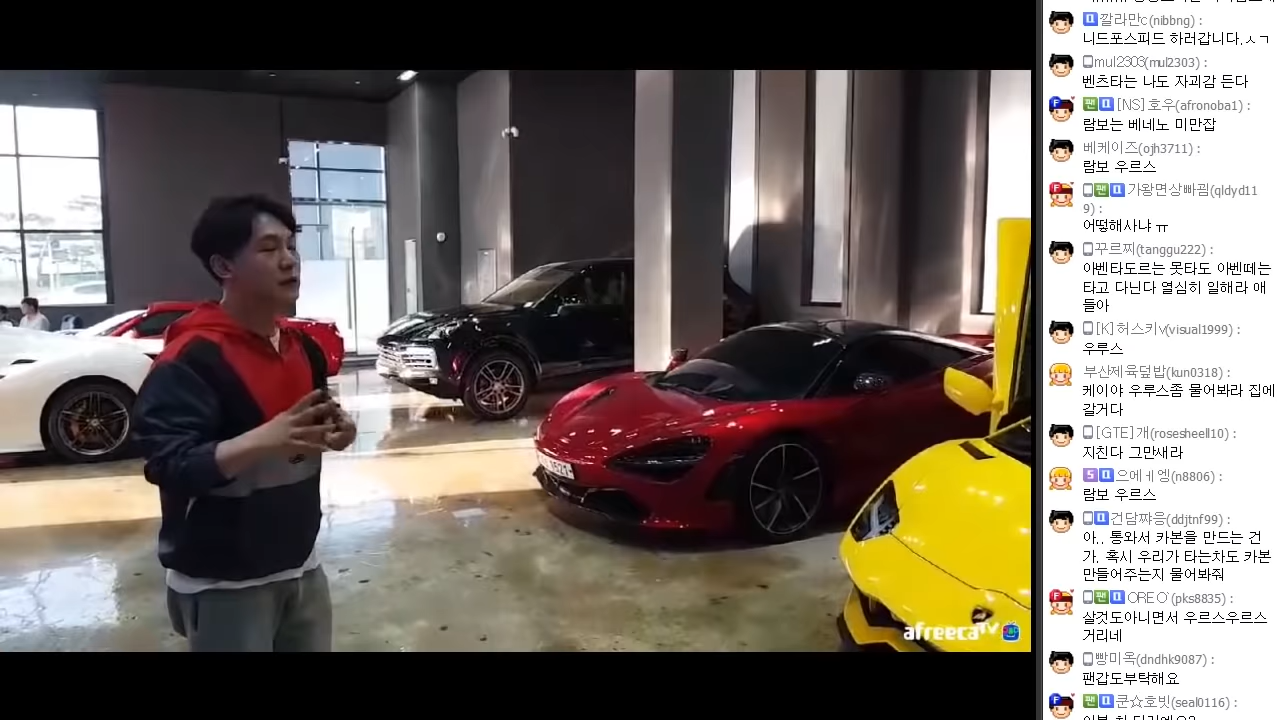 깔라만c(nibbng) :
니드포스피드 하러갑니다.ㅅㄱ
mul2303(mul2303) :
벤츠타는 나도 자괴감 든다
팬 [NS] 호우(afronoba1) :
람보는 베네노 미만잡
베케이즈(ojh3711) :
람보 우르스
팬 가왕면상빠큄(qldyd11
9) :
어떻해사냐 ㅠ
꾸르찌(tanggu222) :
아벤타도르는 못타도 아벤떼는
타고 다닌다 열심히 일해라 애
들아
[K]허스키v(visual1999) :
우루스
부산제육덮밥(kun0318) :
케이야 우루스좀 물어봐라 집에
갈거다
[GTE]개(rosesheell10) :
지친다 그만새라
S 으에네엥(n8806) :
람보 우르스
건담쨔응(ddjtnf99) :
아.. 통와서 카본을 만드는 건
가, 혹시 우리가 타는차도 카본
만들어주는지 물어봐줘
팬 OREO(pks8835) :
살것도아니면서 우르스우르스
거리네
빵미옥(dndhk9087) :
팬갑도부탁해요
팬 쿤☆호빗(seal0116) :
1821
afreecaTV